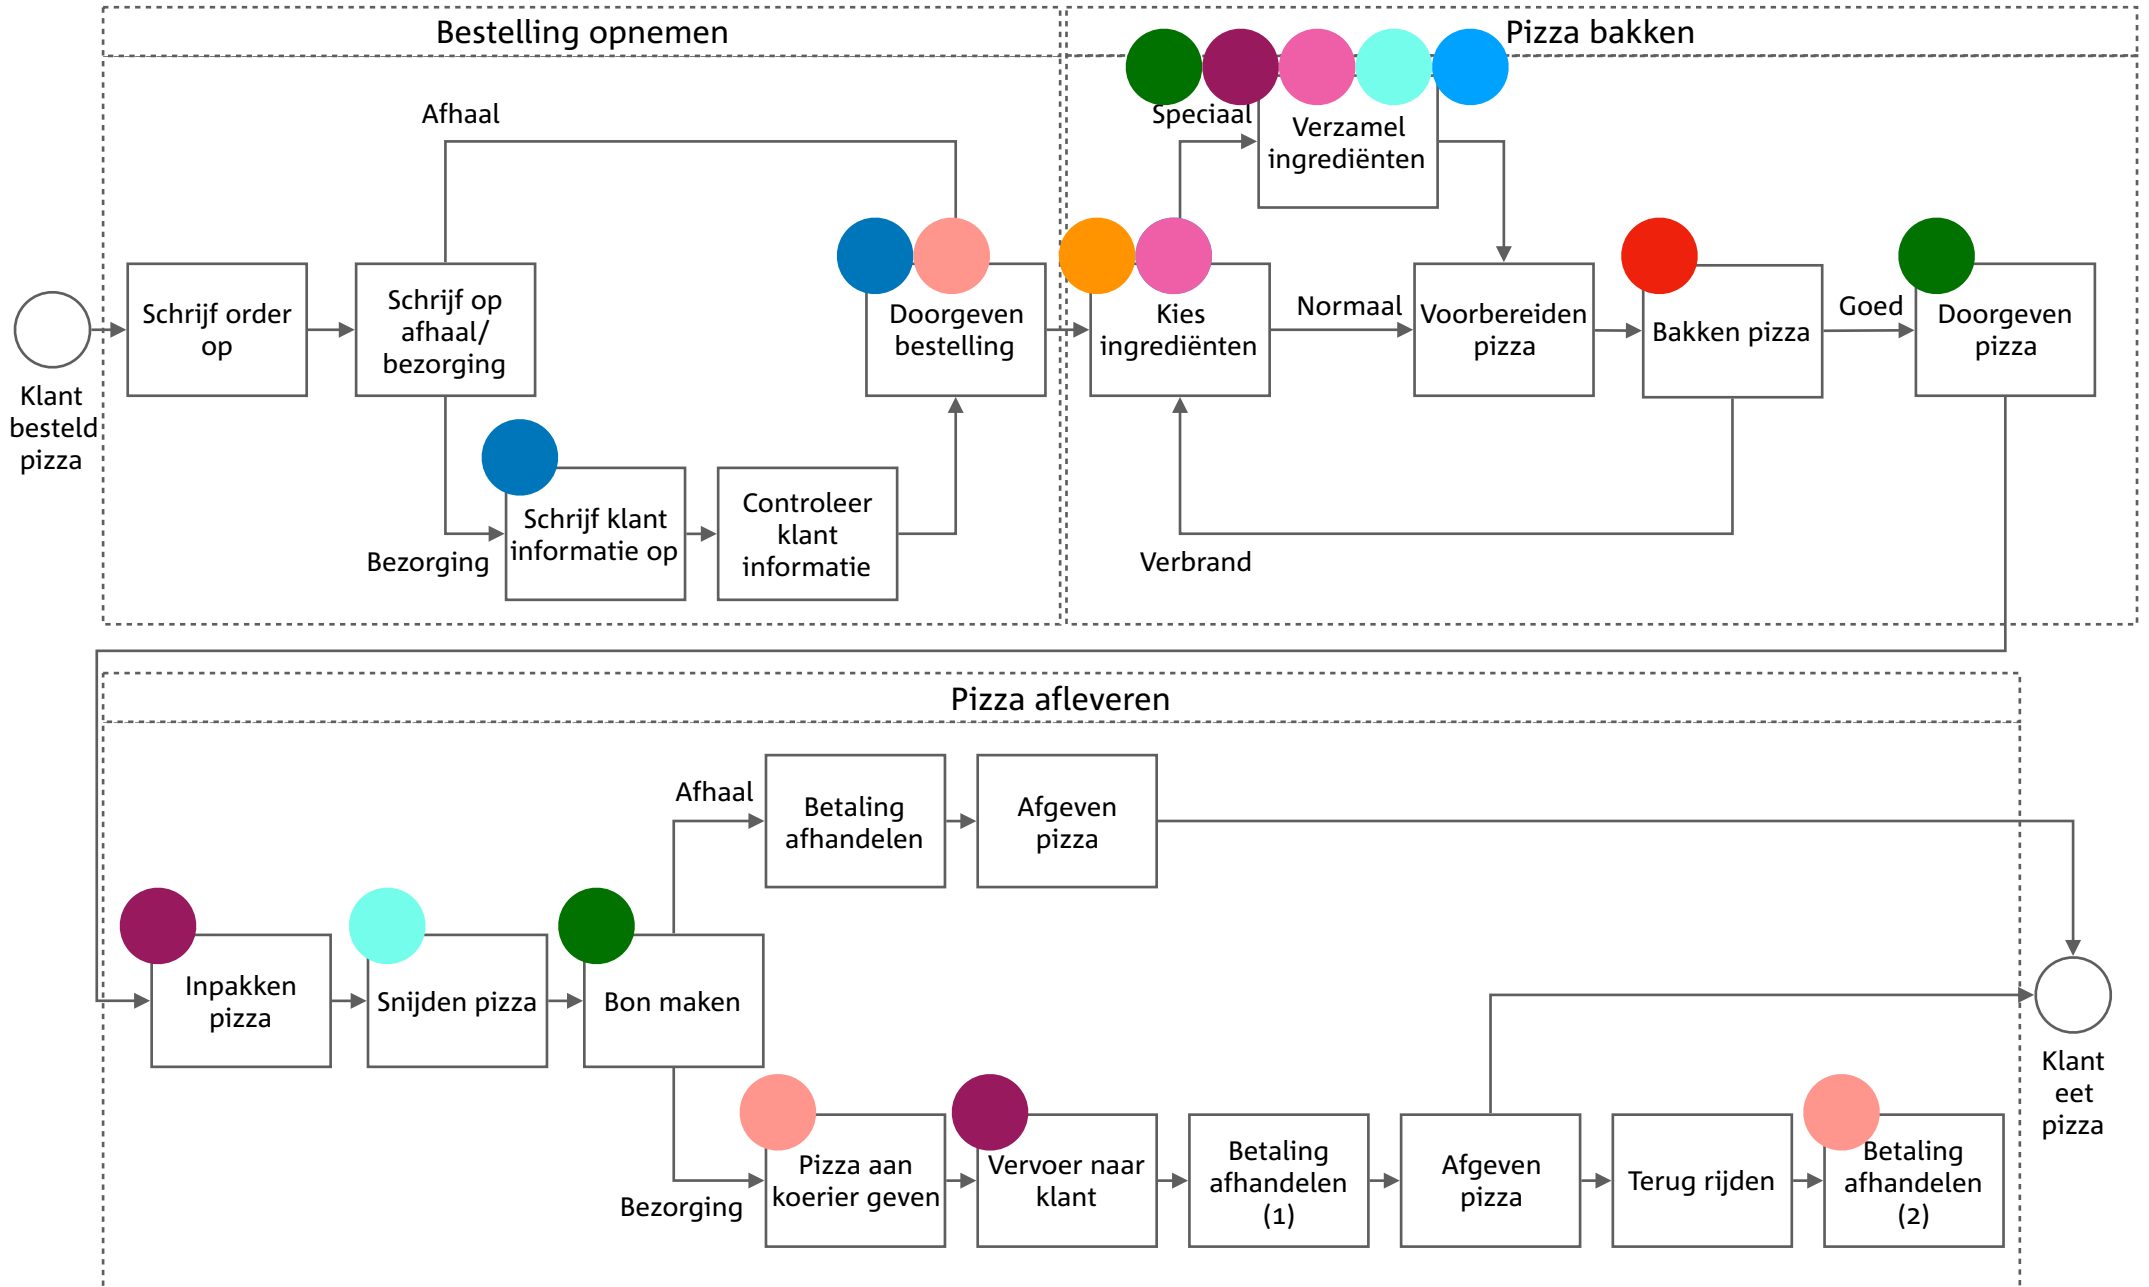 Bestelling opnemen
Pizza bakken
Afhaal
Speciaal
Verzamel
ingrediënten
Schrijf order
op
Schrijf op
afhaal/
bezorging
Doorgeven
bestelling
Kies
ingrediënten
Normaal
Voorbereiden
pizza
Bakken pizza
Goed
Doorgeven
pizza
Klant
besteld
pizza
Bezorging
Schrijf klant
informatie op
Controleer
klant
informatie
Verbrand
Pizza afleveren
Afhaal
Betaling
afhandelen
Afgeven
pizza
Inpakken
pizza
Snijden pizza
Bon maken
Klant
eet
pizza
Bezorging
Pizza aan
koerier geven
Vervoer naar
klant
Betaling
afhandelen
(1)
Afgeven
pizza
Terug rijden
Betaling
afhandelen
(2)